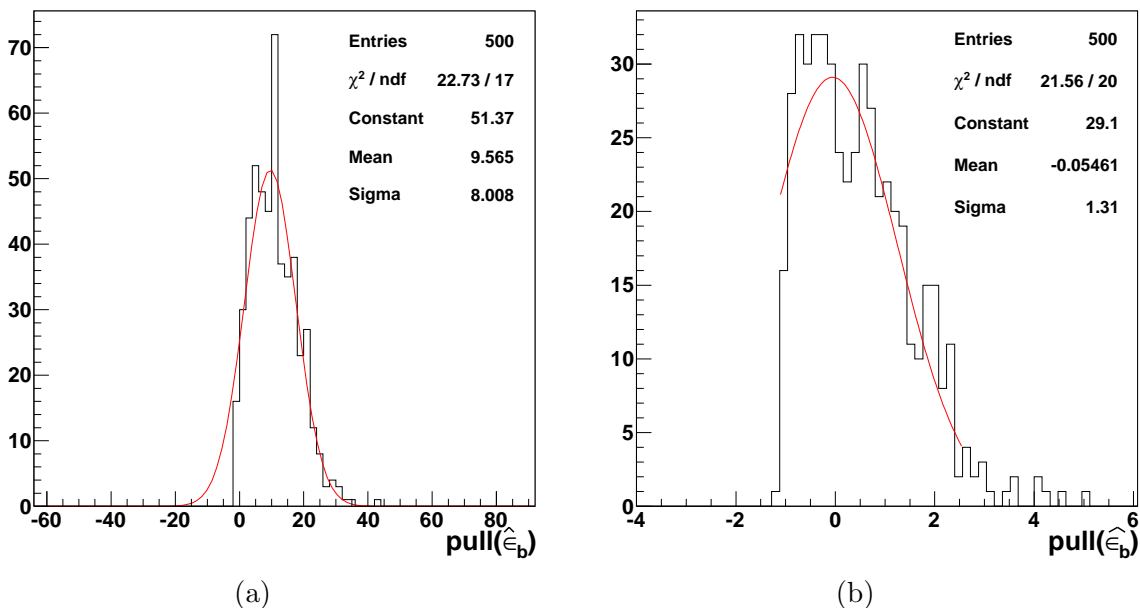 Entries 500
χ² / ndf 22.73 / 17
Constant 51.37
Mean 9.565
Sigma 8.008
70
60
50
40
30
20
10
0
-60 -40 -20 0 20 40 60 80
pull(ϵ̂_b)
(a)
Entries 500
χ² / ndf 21.56 / 20
Constant 29.1
Mean -0.05461
Sigma 1.31
30
25
20
15
10
5
0
-4 -2 0 2 4 6
pull(ϵ̂_b)
(b)